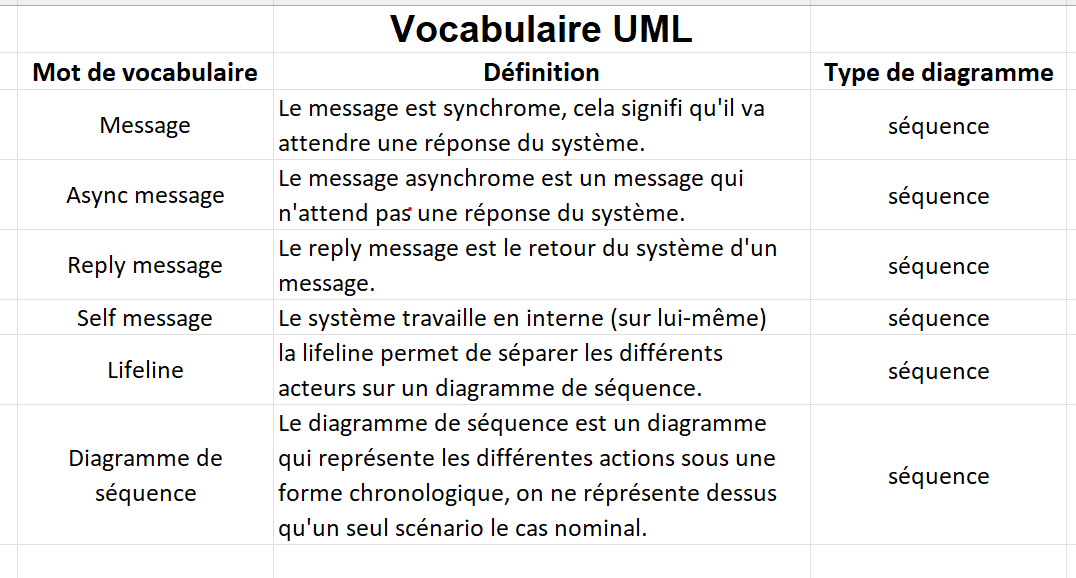 Vocabulaire UML
Mot de vocabulaire Définition Type de diagramme
Message
Le message est synchrome, cela signifi qu'il va
attendre une réponse du système.
séquence
Async message
Le message asynchrome est un message qui
n'attend pas une réponse du système.
séquence
Reply message
Le reply message est le retour du système d'un
message.
séquence
Self message Le système travaille en interne (sur lui-même) séquence
Lifeline
la lifeline permet de séparer les différents
acteurs sur un diagramme de séquence.
séquence
Diagramme de
séquence
Le diagramme de séquence est un diagramme
qui représente les différentes actions sous une
forme chronologique, on ne réprésente dessus
qu'un seul scénario le cas nominal.
séquence